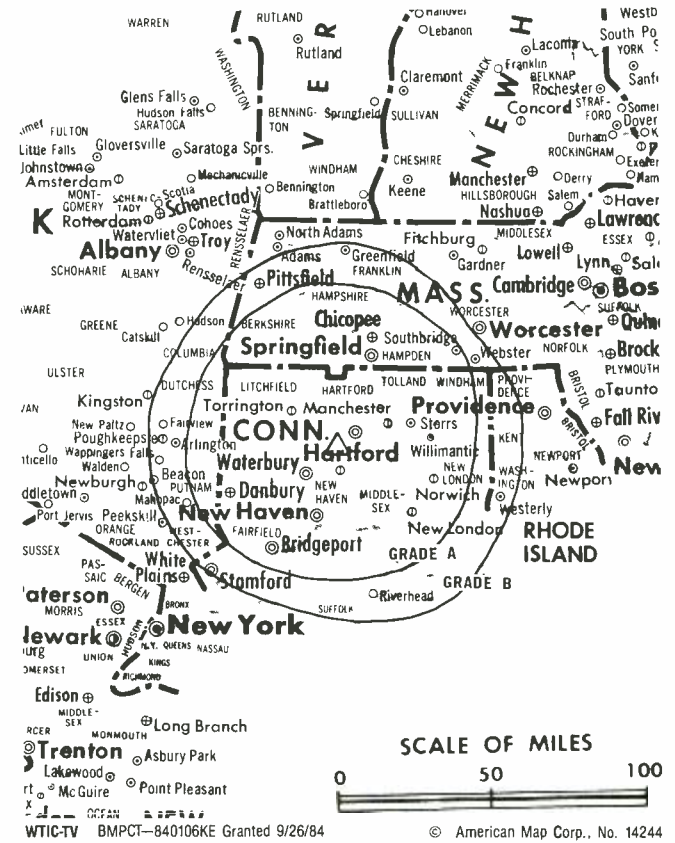 WARREN
RUTLAND
Hanover
Lebanon
Rutland
WASHINGTON
V E R
N E W H
Laconia
South Po
YORK
Franklin
BELKNAP
Claremont
MERRIMACK
Rochester
STRAF-
FORD
Glens Falls
Hudson Falls
SARATOGA
BENNING-
TON
Springfield
SULLIVAN
Concord
Dover
Durham
FULTON
Little Falls
Gloversville
Saratoga Sprs.
ROCKINGHAM
Exeter
Johnstown
WINDHAM
CHESHIRE
Amsterdam
Mechanicville
Manchester
Derry
MONT-
GOMERY
SCHENEC-
TADY
Scotia
Schenectady
Bennington
Brattleboro
Keene
HILLSBOROUGH
Salem
Haver
K
Rotterdam
RENSSELAER
Nashua
Lawrenc
Watervliet
Cohoes
Troy
North Adams
Fitchburg
MIDDLESEX
ESSEX
Albany
Adams
Greenfield
Lowell
SCHOHARIE
ALBANY
Rensselaer
FRANKLIN
Gardner
Lynn
Sale
Pittsfield
MASS.
Cambridge
Bos
HAMPSHIRE
SUFFOLK
GREENE
Hudson
BERKSHIRE
Chicopee
WORCESTER
Worcester
Quin
Catskill
COLUMBIA
Springfield
Southbridge
HAMPDEN
Webster
NORFOLK
Brock
PLYMOUTH
ULSTER
DUTCHESS
LITCHFIELD
HARTFORD
TOLLAND
WINDHAM
PROVI-
DENCE
BRISTOL
Taunto
Kingston
Torrington
Manchester
Providence
New Paltz
Fairview
CONN.
Storrs
KENT
BRISTOL
Fall Riv
Poughkeepsie
Arlington
Hartford
Willimantic
Wappingers Falls
Walden
Waterbury
NEW
LONDON
WASH-
INGTON
NEWPORT
Newport
New
Newburgh
Beacon
PUTNAM
Danbury
NEW
HAVEN
MIDDLE-
SEX
Norwich
ddletown
Mahopac
Westerly
Port Jervis
Peekskill
New Haven
New London
RHODE
ISLAND
ORANGE
WEST-
CHESTER
FAIRFIELD
ROCKLAND
SUSSEX
Bridgeport
GRADE A
PAS-
SAIC
White
Plains
Stamford
GRADE B
BERGEN
aterson
MORRIS
BRONX
SUFFOLK
Riverhead
ESSEX
New York
lewark
HUDSON
N.Y.
QUEENS
NASSAU
UNION
KINGS
OMERSET
RICHMOND
Edison
MIDDLE-
SEX
Long Branch
RCER
MONMOUTH
SCALE OF MILES
Trenton
Asbury Park
0 50 100
Lakewood
McGuire
Point Pleasant
OCEAN
WTIC-TV BMPCT—840106KE Granted 9/26/84
© American Map Corp., No. 14244